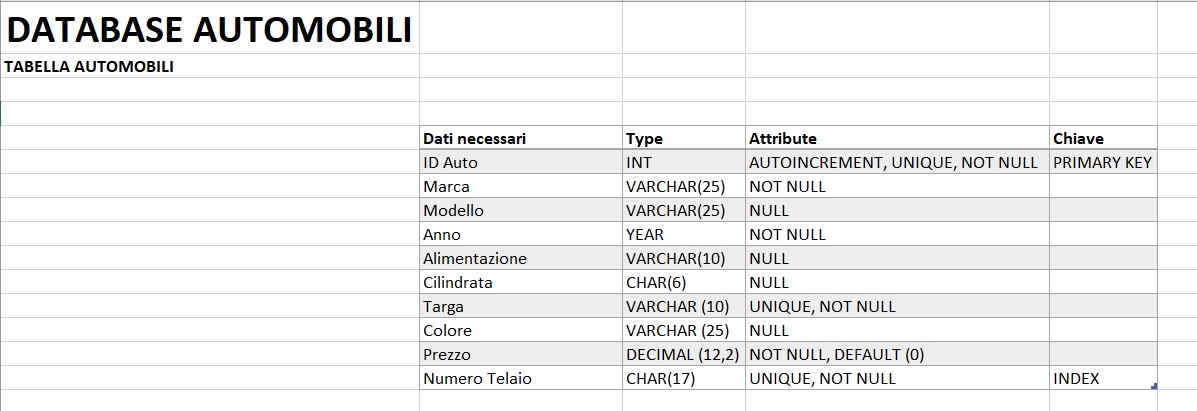 DATABASE AUTOMOBILI
TABELLA AUTOMOBILI
Dati necessari Type Attribute Chiave
ID Auto INT AUTOINCREMENT, UNIQUE, NOT NULL PRIMARY KEY
Marca VARCHAR(25) NOT NULL
Modello VARCHAR(25) NULL
Anno YEAR NOT NULL
Alimentazione VARCHAR(10) NULL
Cilindrata CHAR(6) NULL
Targa VARCHAR (10) UNIQUE, NOT NULL
Colore VARCHAR (25) NULL
Prezzo DECIMAL (12,2) NOT NULL, DEFAULT (0)
Numero Telaio CHAR(17) UNIQUE, NOT NULL INDEX